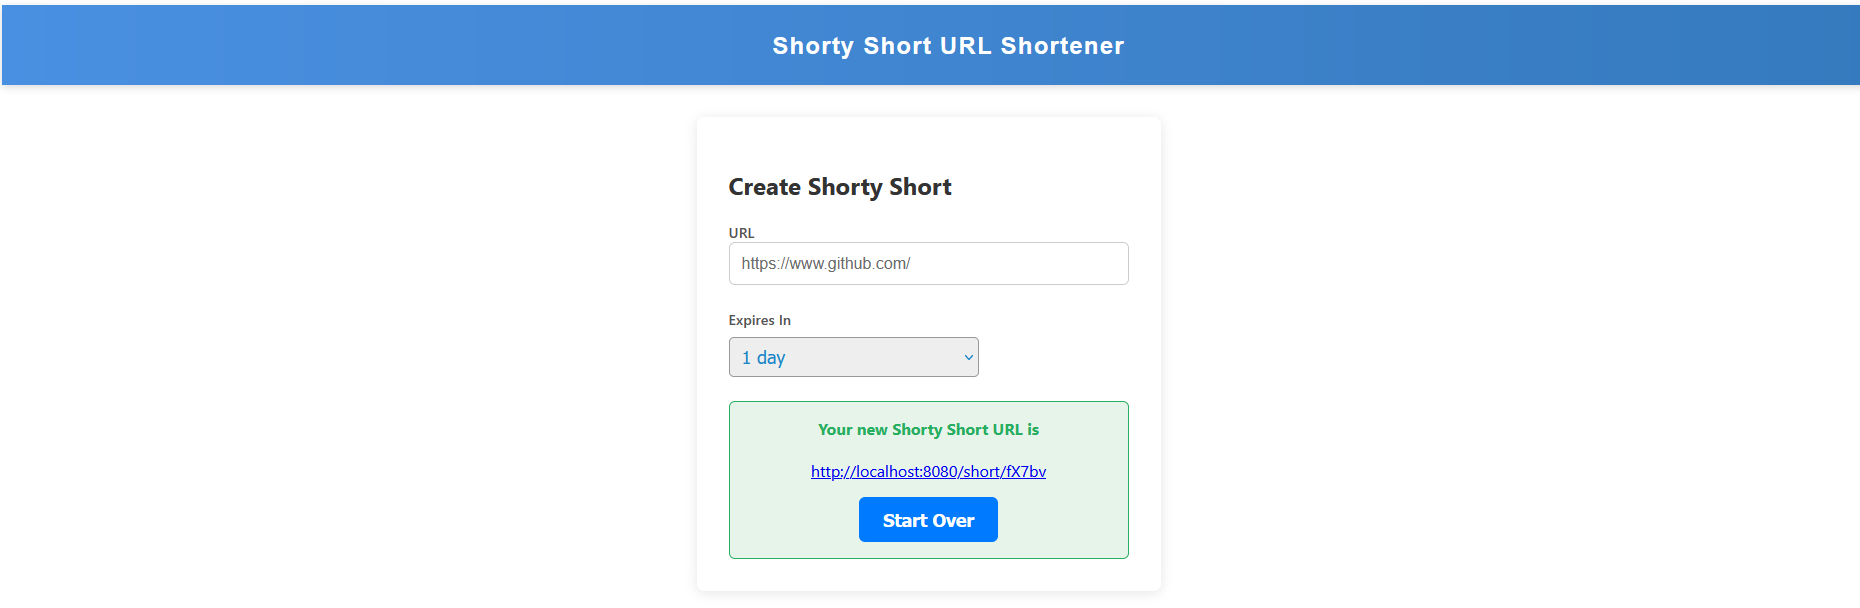 Shorty Short URL Shortener
Create Shorty Short
URL
https://www.github.com/
Expires In
1 day
Your new Shorty Short URL is
http://localhost:8080/short/fX7bv
Start Over